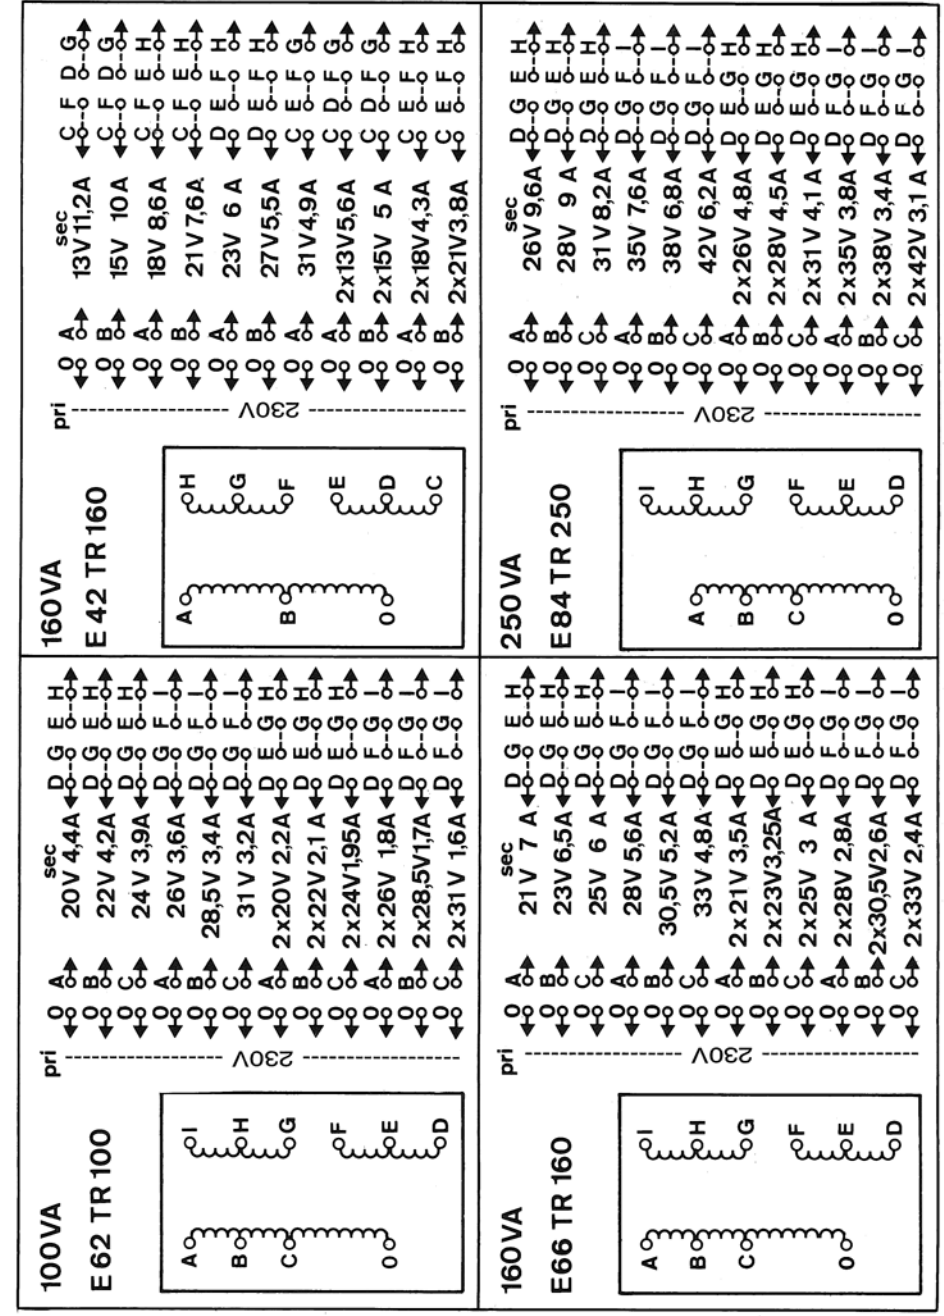 100VA
E62 TR 100
A
B
C
O
I
H
G
F
E
D
pri
sec
230V
O A 20V 4,4A D G E H
O B 22V 4,2A D G E H
O C 24V 3,9A D G E H
O A 26V 3,6A D G F I
O B 28,5V 3,4A D G F I
O C 31V 3,2A D G F I
O A 2x20V 2,2A D E G H
O B 2x22V 2,1A D E G H
O C 2x24V 1,95A D E G H
O A 2x26V 1,8A D F G I
O B 2x28,5V 1,7A D F G I
O C 2x31V 1,6A D F G I
160VA
E42 TR 160
A
B
O
H
G
F
E
D
C
pri
sec
230V
O A 13V 11,2A C F D G
O B 15V 10A C F D G
O A 18V 8,6A C F E H
O B 21V 7,6A C F E H
O A 23V 6A D E F H
O B 27V 5,5A D E F H
O A 31V 4,9A C E F G
O A 2x13V 5,6A C D F G
O B 2x15V 5A C D F G
O A 2x18V 4,3A C E F H
O B 2x21V 3,8A C E F H
160VA
E66 TR 160
A
B
C
O
I
H
G
F
E
D
pri
sec
230V
O A 21V 7A D G E H
O B 23V 6,5A D G E H
O C 25V 6A D G E H
O A 28V 5,6A D G F I
O B 30,5V 5,2A D G F I
O C 33V 4,8A D G F I
O A 2x21V 3,5A D E G H
O B 2x23V 3,25A D E G H
O C 2x25V 3A D E G H
O A 2x28V 2,8A D F G I
O B 2x30,5V 2,6A D F G I
O C 2x33V 2,4A D F G I
250VA
E84 TR 250
A
B
C
O
I
H
G
F
E
D
pri
sec
230V
O A 26V 9,6A D G E H
O B 28V 9A D G E H
O C 31V 8,2A D G E H
O A 35V 7,6A D G F I
O B 38V 6,8A D G F I
O C 42V 6,2A D G F I
O A 2x26V 4,8A D E G H
O B 2x28V 4,5A D E G H
O C 2x31V 4,1A D E G H
O A 2x35V 3,8A D F G I
O B 2x38V 3,4A D F G I
O C 2x42V 3,1A D F G I